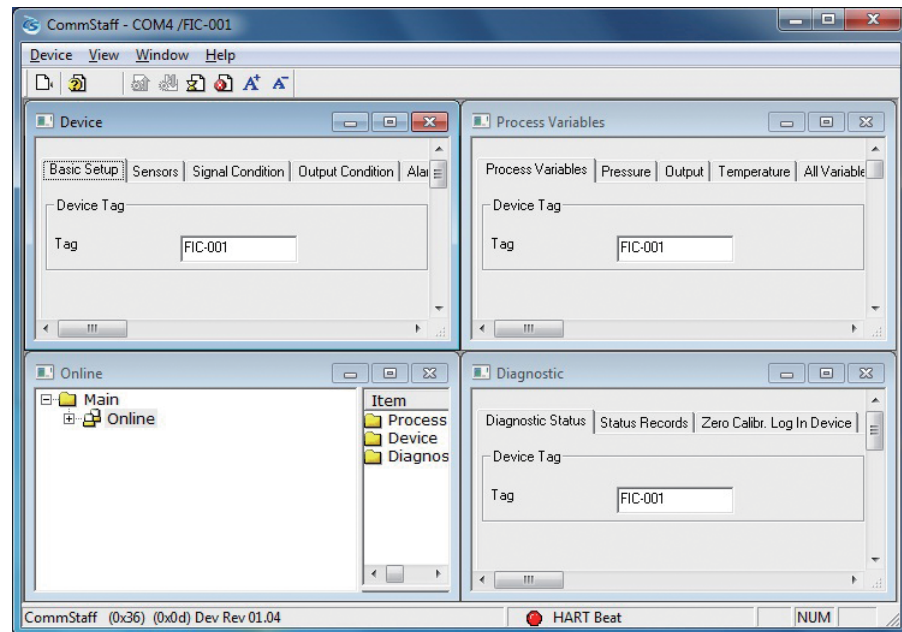 CommStaff - COM4 /FIC-001
Device View Window Help
Device
Basic Setup Sensors Signal Condition Output Condition Alar
Device Tag
Tag FIC-001
Process Variables
Process Variables Pressure Output Temperature All Variable
Device Tag
Tag FIC-001
Online
Main
Online
Item
Process
Device
Diagnos
Diagnostic
Diagnostic Status Status Records Zero Calibr. Log In Device
Device Tag
Tag FIC-001
CommStaff (0x36) (0x0d) Dev Rev 01.04 HART Beat NUM